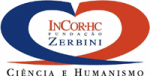 INCOR·HC
FUNDAÇÃO
ZERBINI
CIÊNCIA E HUMANISMO